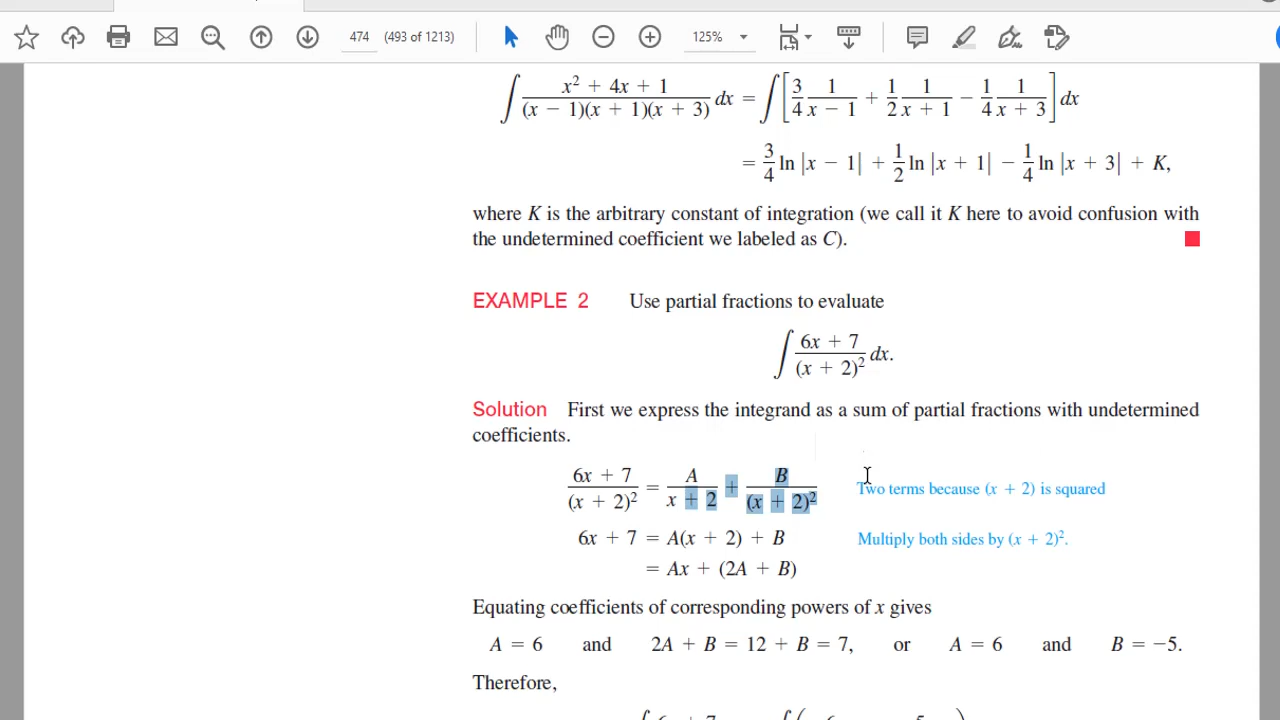 474 (493 of 1213) 125%
∫ x² + 4x + 1 / (x − 1)(x + 1)(x + 3) dx = ∫ [ 3/4 1/(x − 1) + 1/2 1/(x + 1) − 1/4 1/(x + 3) ] dx
= 3/4 ln |x − 1| + 1/2 ln |x + 1| − 1/4 ln |x + 3| + K,
where K is the arbitrary constant of integration (we call it K here to avoid confusion with
the undetermined coefficient we labeled as C).
EXAMPLE 2 Use partial fractions to evaluate
∫ 6x + 7 / (x + 2)² dx.
Solution First we express the integrand as a sum of partial fractions with undetermined
coefficients.
6x + 7 / (x + 2)² = A / x + 2 + B / (x + 2)² Two terms because (x + 2) is squared
6x + 7 = A(x + 2) + B Multiply both sides by (x + 2)².
= Ax + (2A + B)
Equating coefficients of corresponding powers of x gives
A = 6 and 2A + B = 12 + B = 7, or A = 6 and B = −5.
Therefore,